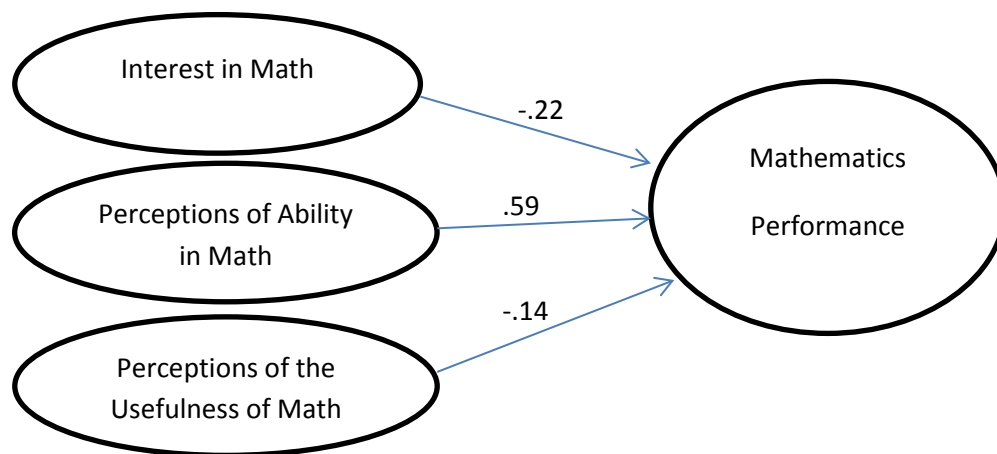 Interest in Math
-.22
Mathematics
Performance
Perceptions of Ability
in Math
.59
-.14
Perceptions of the
Usefulness of Math